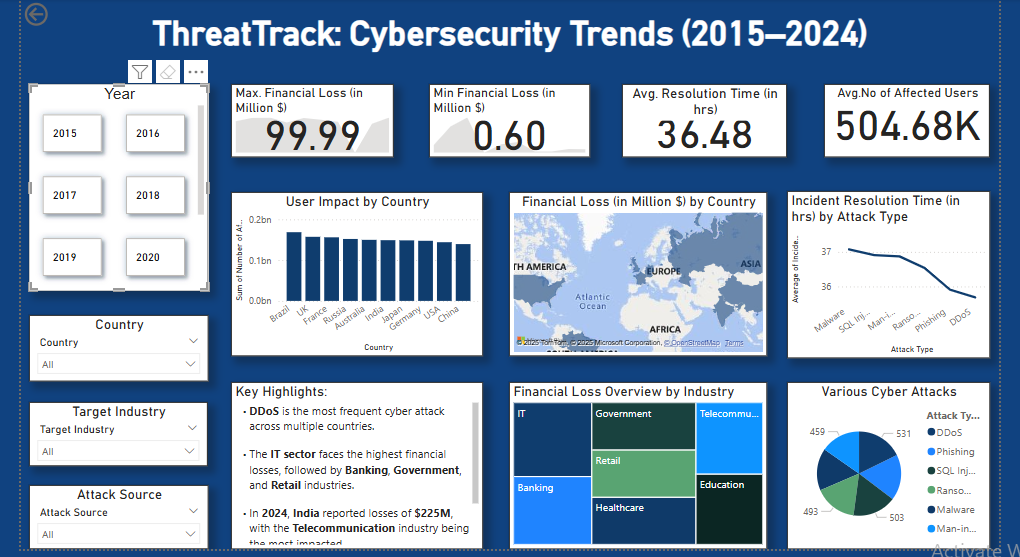 ThreatTrack: Cybersecurity Trends (2015–2024)
Year
2015
2016
2017
2018
2019
2020
Max. Financial Loss (in
Million $)
99.99
Min Financial Loss (in
Million $)
0.60
Avg. Resolution Time (in
hrs)
36.48
Avg.No of Affected Users
504.68K
Country
Country
All
Target Industry
Target Industry
All
Attack Source
Attack Source
All
User Impact by Country
Sum of Number of Af...
0.2bn
0.1bn
0.0bn
Brazil
UK
France
Russia
Australia
India
Japan
Germany
USA
China
Country
Financial Loss (in Million $) by Country
TH AMERICA
EUROPE
ASIA
Atlantic
Ocean
AFRICA
© 2025 TomTom, © 2025 Microsoft Corporation, © OpenStreetMap Terms
Incident Resolution Time (in
hrs) by Attack Type
Average of Incide...
37
36
Malware
SQL Inj...
Man-i...
Ranso...
Phishing
DDoS
Attack Type
Key Highlights:
• DDoS is the most frequent cyber attack
across multiple countries.
• The IT sector faces the highest financial
losses, followed by Banking, Government,
and Retail industries.
• In 2024, India reported losses of $225M,
with the Telecommunication industry being
the most impacted.
Financial Loss Overview by Industry
IT
Banking
Government
Retail
Healthcare
Telecommu...
Education
Various Cyber Attacks
459
531
493
503
Attack Ty...
DDoS
Phishing
SQL Inj...
Ranso...
Malware
Man-in...
Activate W